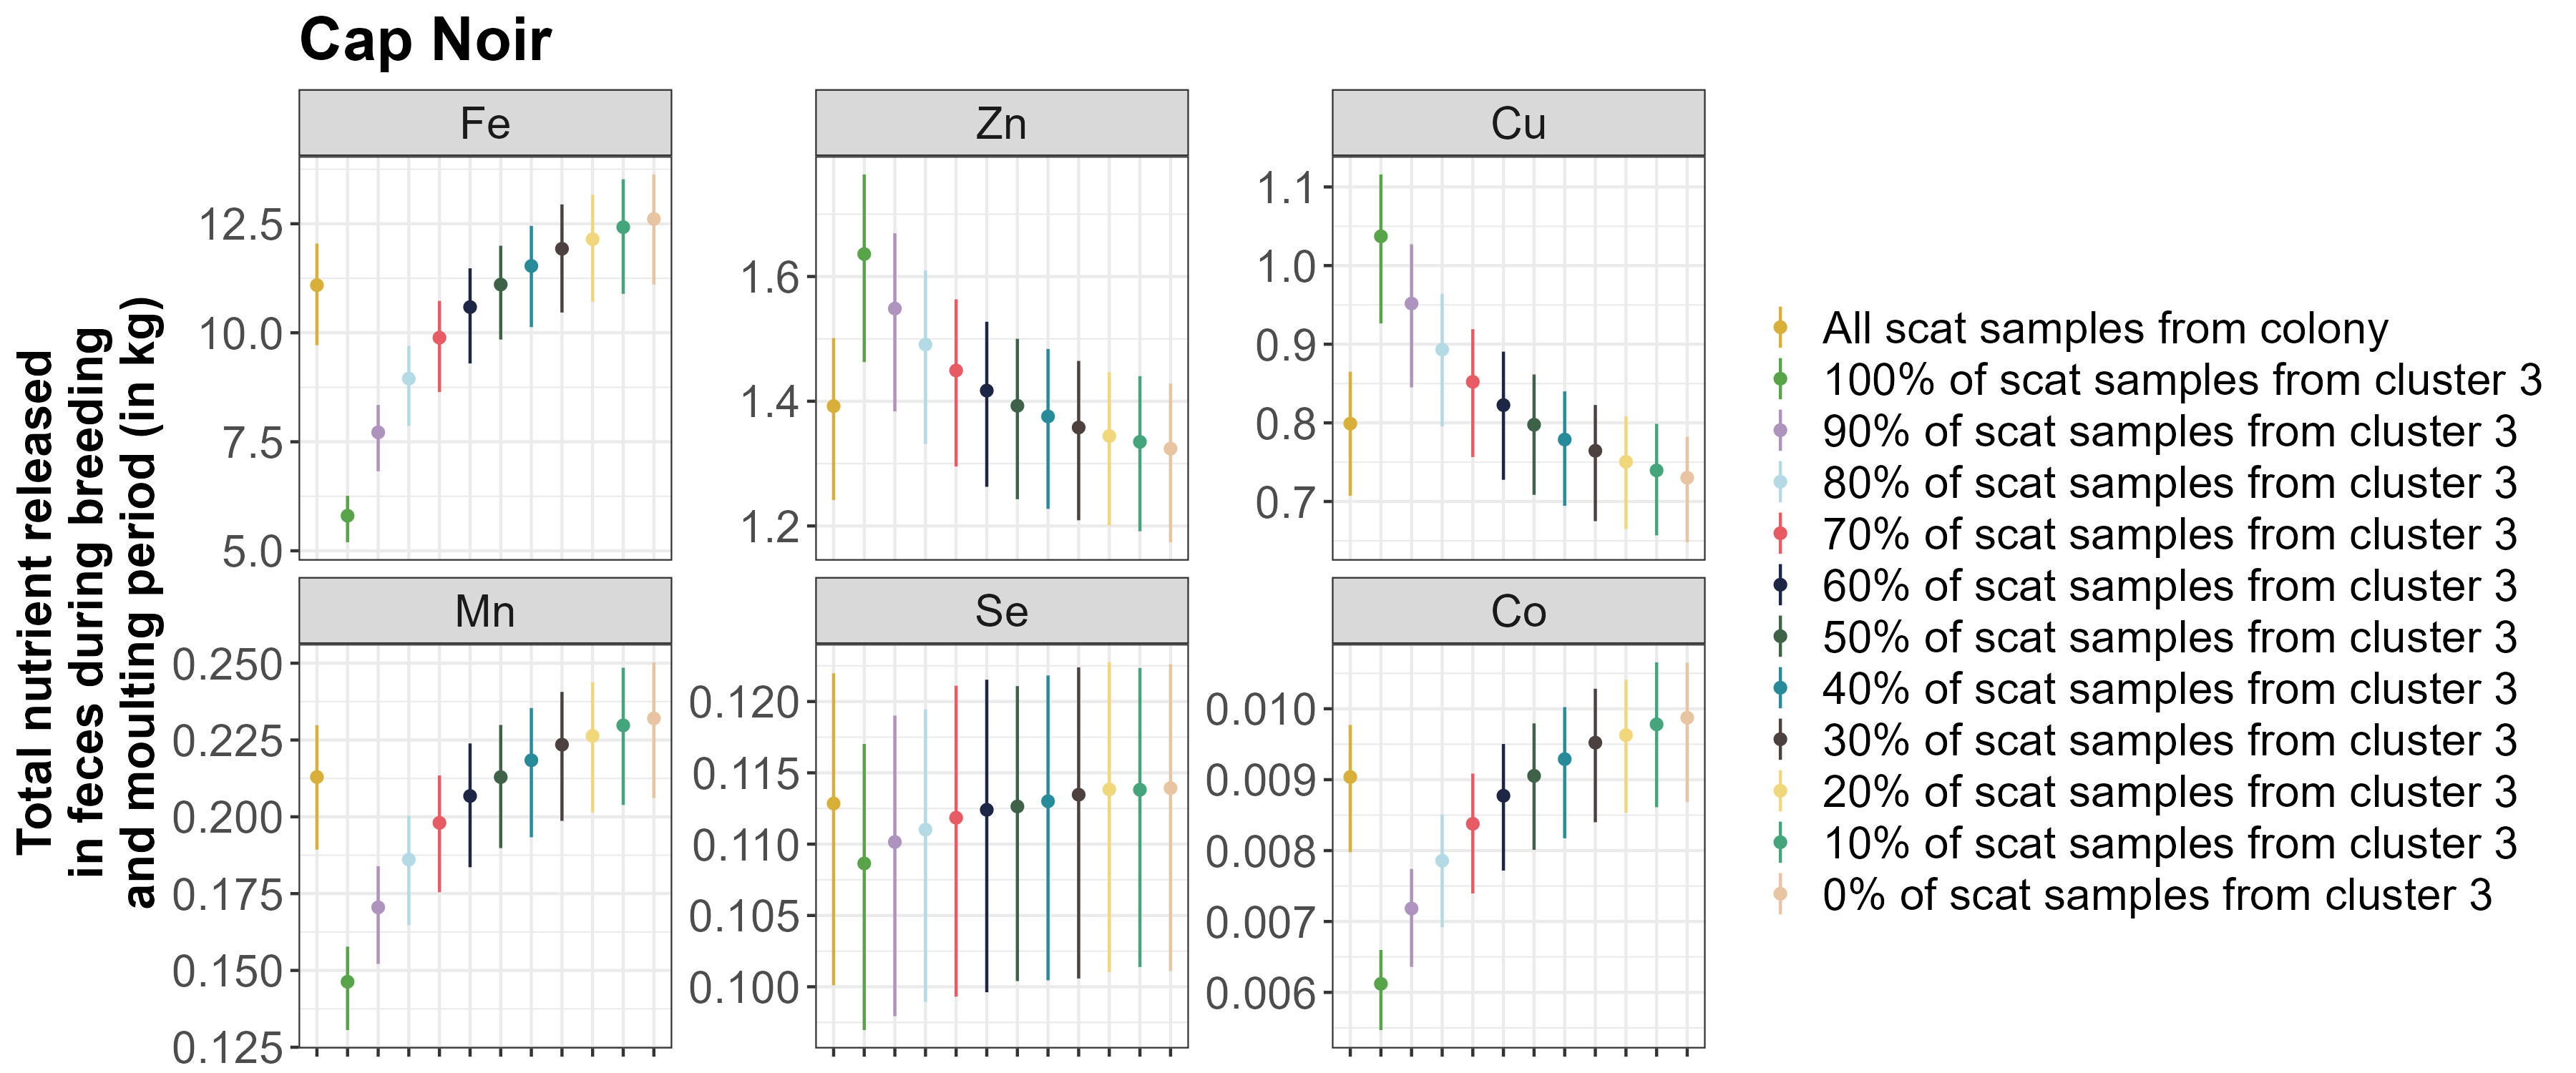 Cap Noir
Total nutrient released
in feces during breeding
and moulting period (in kg)
Fe
12.5
10.0
7.5
5.0
Zn
1.6
1.4
1.2
Cu
1.1
1.0
0.9
0.8
0.7
Mn
0.250
0.225
0.200
0.175
0.150
0.125
Se
0.120
0.115
0.110
0.105
0.100
Co
0.010
0.009
0.008
0.007
0.006
All scat samples from colony
100% of scat samples from cluster 3
90% of scat samples from cluster 3
80% of scat samples from cluster 3
70% of scat samples from cluster 3
60% of scat samples from cluster 3
50% of scat samples from cluster 3
40% of scat samples from cluster 3
30% of scat samples from cluster 3
20% of scat samples from cluster 3
10% of scat samples from cluster 3
0% of scat samples from cluster 3